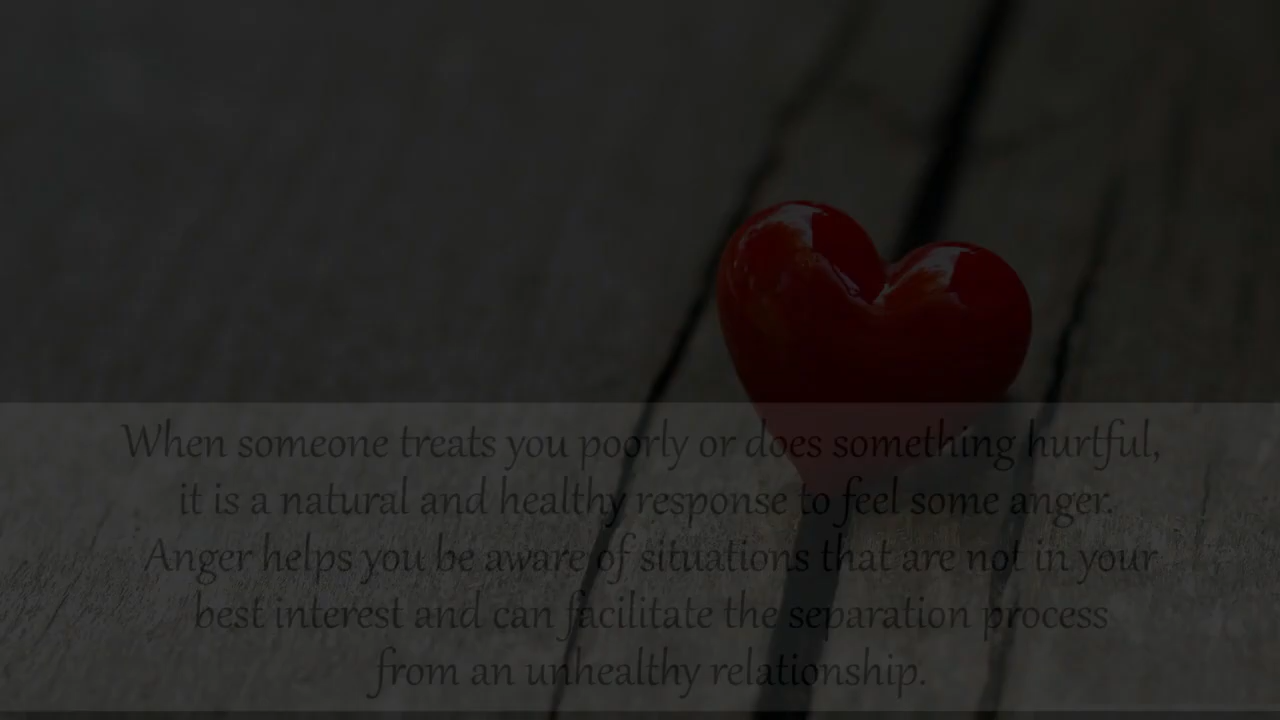 When someone treats you poorly or does something hurtful,
it is a natural and healthy response to feel some anger.
Anger helps you be aware of situations that are not in your
best interest and can facilitate the separation process
from an unhealthy relationship.